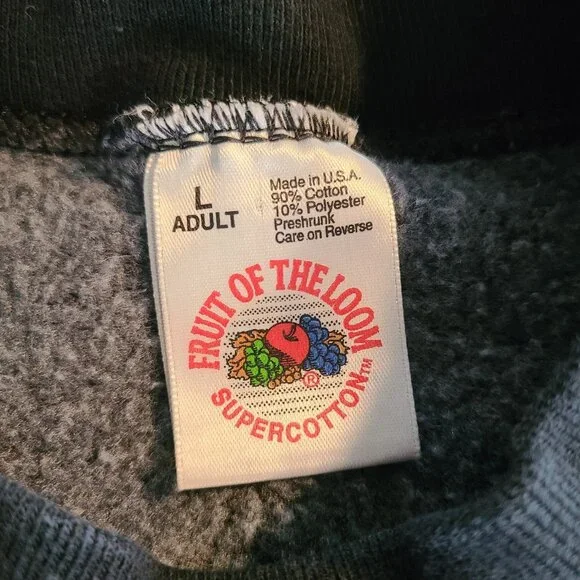 L
ADULT
Made in U.S.A.
90% Cotton
10% Polyester
Preshrunk
Care on Reverse
FRUIT OF THE LOOM
®
SUPERCOTTON™